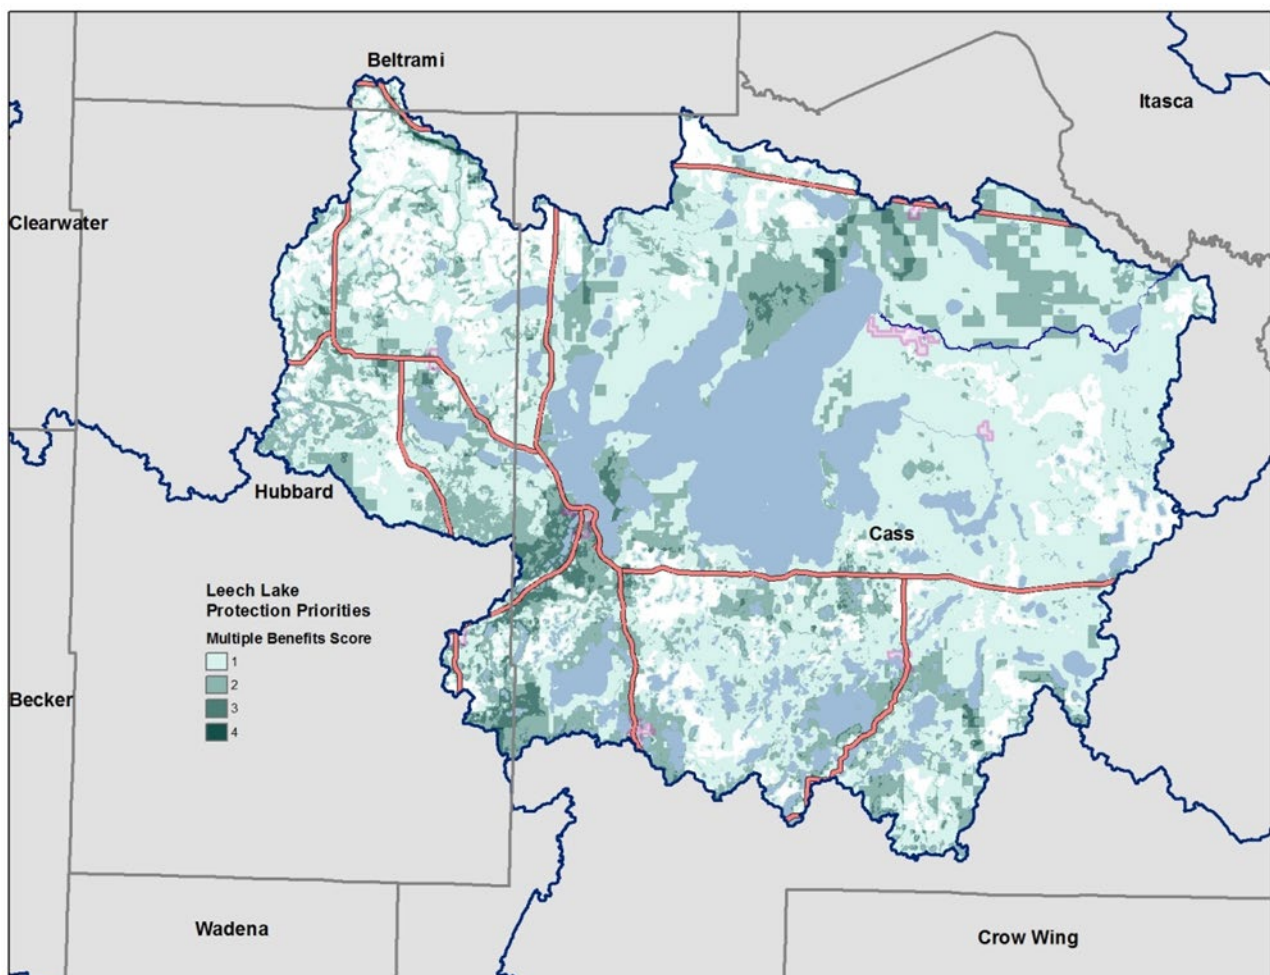 Beltrami
Itasca
Clearwater
Hubbard
Cass
Leech Lake
Protection Priorities
Multiple Benefits Score
1
2
3
4
Becker
Wadena
Crow Wing